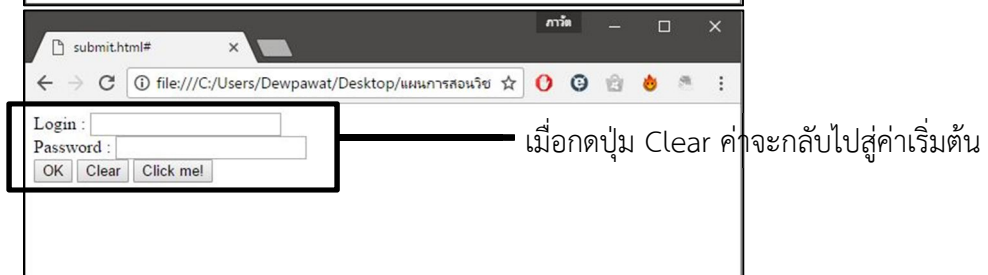 ภาวัต
submit.html#
file:///C:/Users/Dewpawat/Desktop/แผนการสอนวิช
Login :
Password :
OK Clear Click me!
เมื่อกดปุ่ม Clear ค่าจะกลับไปสู่ค่าเริ่มต้น